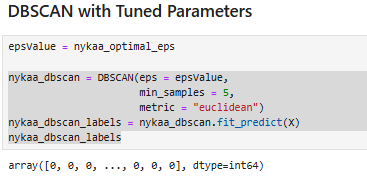 DBSCAN with Tuned Parameters
epsValue = nykaa_optimal_eps
nykaa_dbscan = DBSCAN(eps = epsValue,
min_samples = 5,
metric = "euclidean")
nykaa_dbscan_labels = nykaa_dbscan.fit_predict(X)
nykaa_dbscan_labels
array([0, 0, 0, ..., 0, 0, 0], dtype=int64)